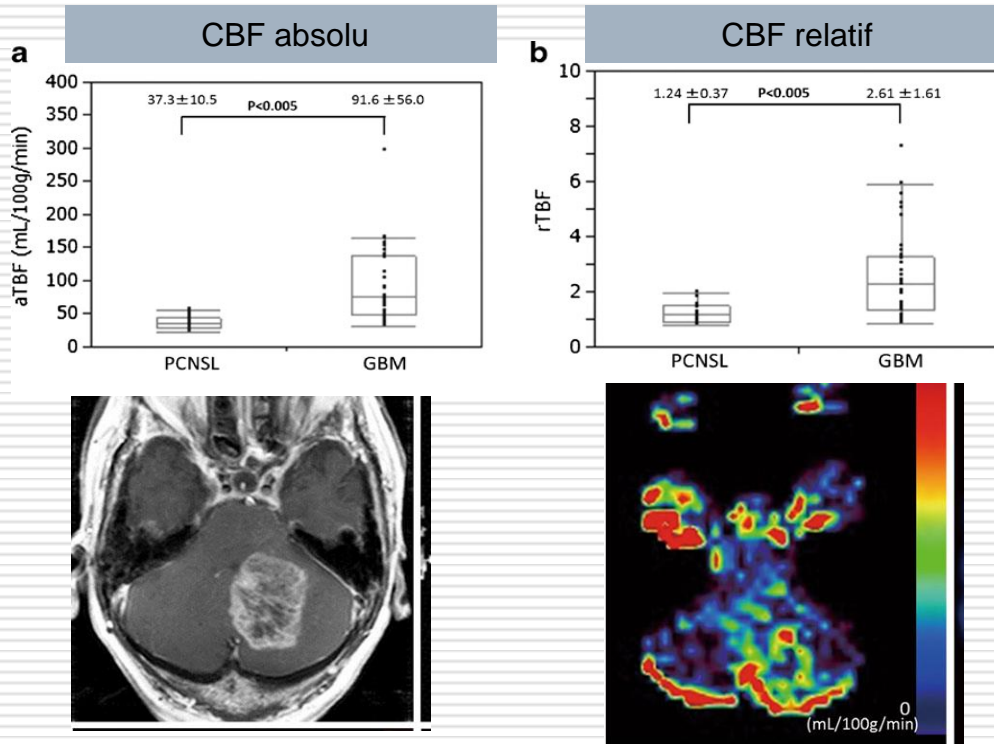 CBF absolu
CBF relatif
a
400
350
300
250
200
150
100
50
0
aTBF (mL/100g/min)
37.3±10.5
P<0.005
91.6±56.0
PCNSL
GBM
b
10
8
6
4
2
0
rTBF
1.24 ±0.37
P<0.005
2.61 ±1.61
PCNSL
GBM
0
(mL/100g/min)